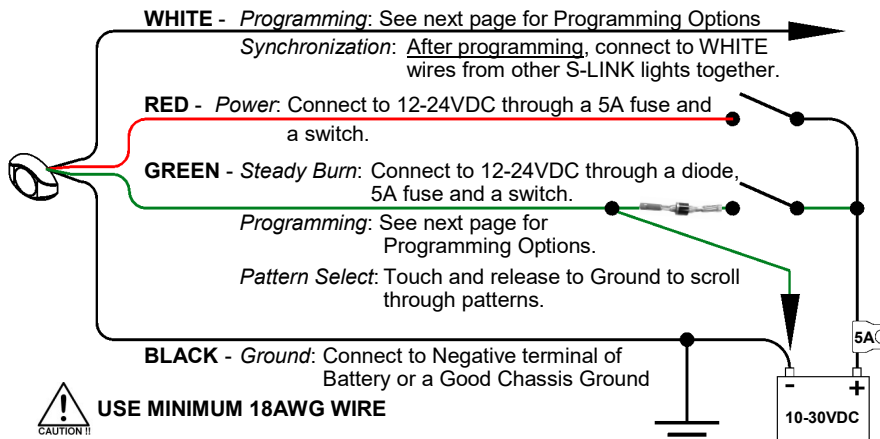 WHITE - Programming: See next page for Programming Options
Synchronization: After programming, connect to WHITE
wires from other S-LINK lights together.
RED - Power: Connect to 12-24VDC through a 5A fuse and
a switch.
GREEN - Steady Burn: Connect to 12-24VDC through a diode,
5A fuse and a switch.
Programming: See next page for
Programming Options.
Pattern Select: Touch and release to Ground to scroll
through patterns.
5A
BLACK - Ground: Connect to Negative terminal of
Battery or a Good Chassis Ground
- +
10-30VDC
CAUTION !!
USE MINIMUM 18AWG WIRE